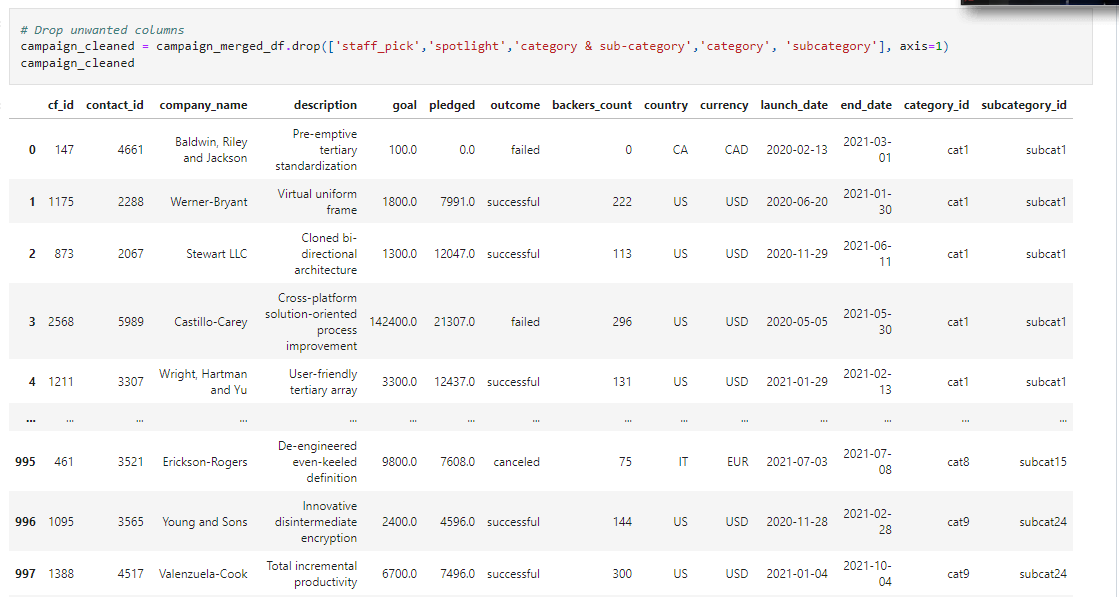 # Drop unwanted columns
campaign_cleaned = campaign_merged_df.drop(['staff_pick','spotlight','category & sub-category','category', 'subcategory'], axis=1)
campaign_cleaned
cf_id contact_id company_name description goal pledged outcome backers_count country currency launch_date end_date category_id subcategory_id
0 147 4661 Baldwin, Riley and Jackson Pre-emptive tertiary standardization 100.0 0.0 failed 0 CA CAD 2020-02-13 2021-03-01 cat1 subcat1
1 1175 2288 Werner-Bryant Virtual uniform frame 1800.0 7991.0 successful 222 US USD 2020-06-20 2021-01-30 cat1 subcat1
2 873 2067 Stewart LLC Cloned bi-directional architecture 1300.0 12047.0 successful 113 US USD 2020-11-29 2021-06-11 cat1 subcat1
3 2568 5989 Castillo-Carey Cross-platform solution-oriented process improvement 142400.0 21307.0 failed 296 US USD 2020-05-05 2021-05-30 cat1 subcat1
4 1211 3307 Wright, Hartman and Yu User-friendly tertiary array 3300.0 12437.0 successful 131 US USD 2021-01-29 2021-02-13 cat1 subcat1
... ... ... ... ... ... ... ... ... ... ... ... ... ... ...
995 461 3521 Erickson-Rogers De-engineered even-keeled definition 9800.0 7608.0 canceled 75 IT EUR 2021-07-03 2021-07-08 cat8 subcat15
996 1095 3565 Young and Sons Innovative disintermediate encryption 2400.0 4596.0 successful 144 US USD 2020-11-28 2021-02-28 cat9 subcat24
997 1388 4517 Valenzuela-Cook Total incremental productivity 6700.0 7496.0 successful 300 US USD 2021-01-04 2021-10-04 cat9 subcat24